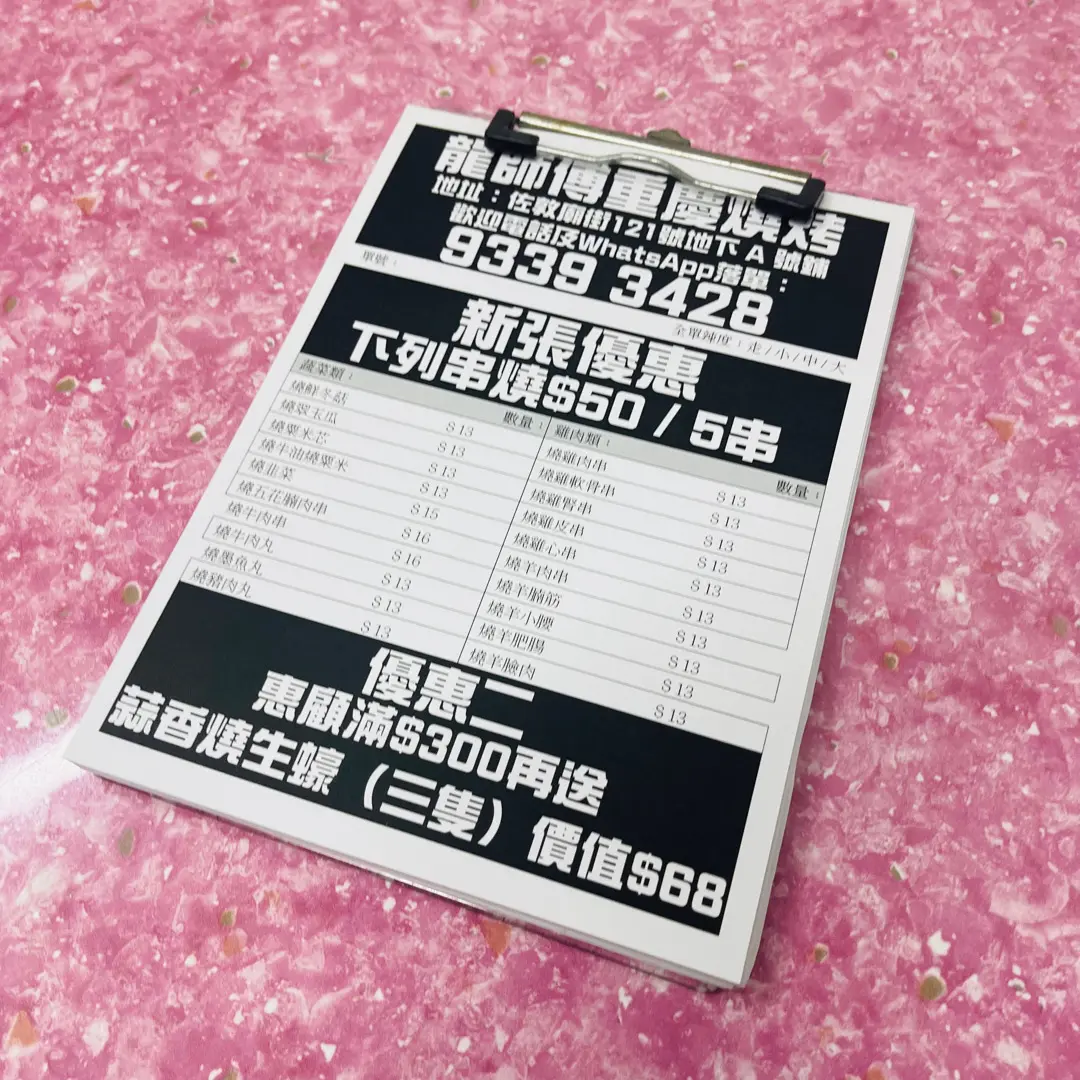 龍師傅重慶燒烤
地址：佐敦廟街121號地下 A 號鋪
歡迎電話及WhatsApp落單：
9339 3428
單號：
全單辣度：走/小/中/大
新張優惠
下列串燒$50 / 5串
蔬菜類： 數量：
燒鮮冬菇 $13
燒翠玉瓜 $13
燒粟米芯 $13
燒牛油燒粟米 $13
燒韭菜 $15
燒五花腩肉串 $16
燒牛肉串 $16
燒牛肉丸 $13
燒墨魚丸 $13
燒豬肉丸 $13
雞肉類： 數量：
燒雞肉串 $13
燒雞軟件串 $13
燒雞腎串 $13
燒雞皮串 $13
燒雞心串 $13
燒羊肉串 $13
燒羊腩筋 $13
燒羊小腰 $13
燒羊肥腸 $13
燒羊臉肉 $13
優惠二
惠顧滿$300再送
蒜香燒生蠔（三隻）價值$68